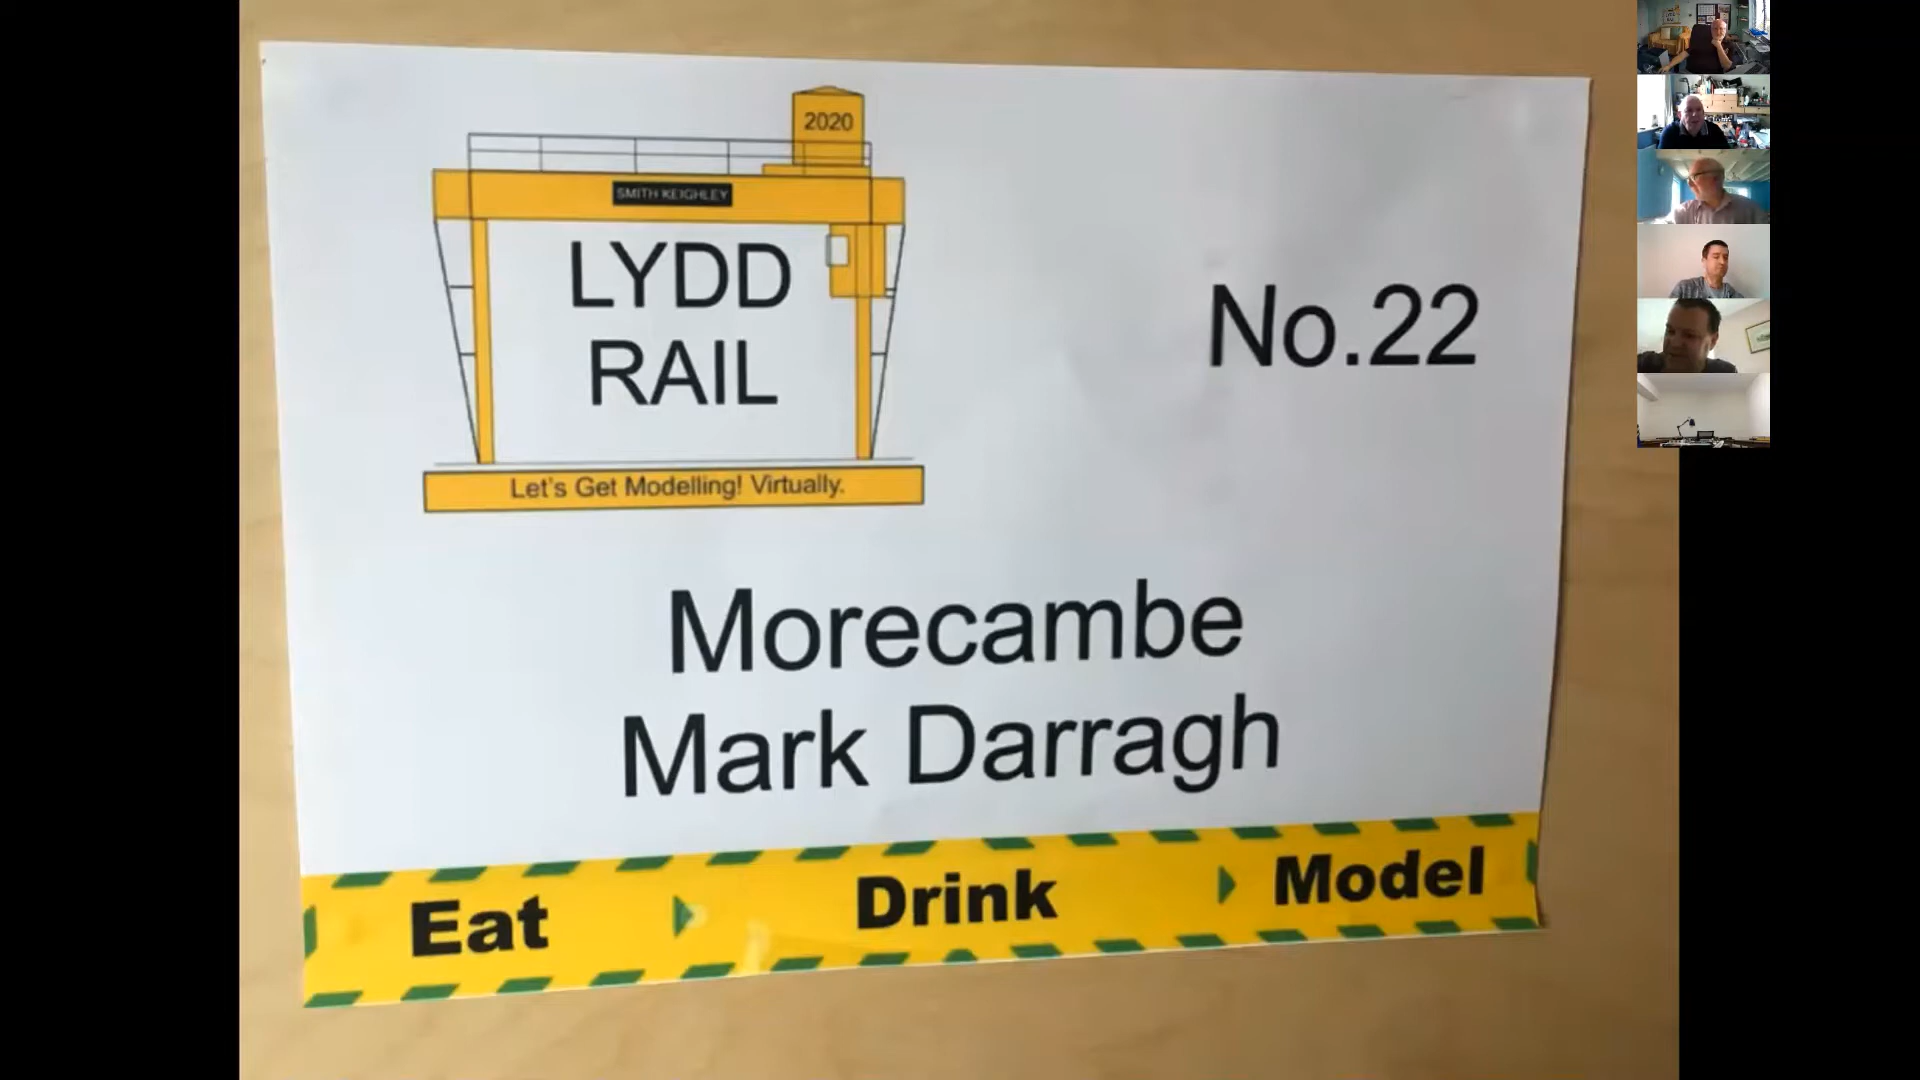 2020
SMITH KEIGHLEY
LYDD
RAIL
Let's Get Modelling! Virtually.
No.22
Morecambe
Mark Darragh
Eat Drink Model